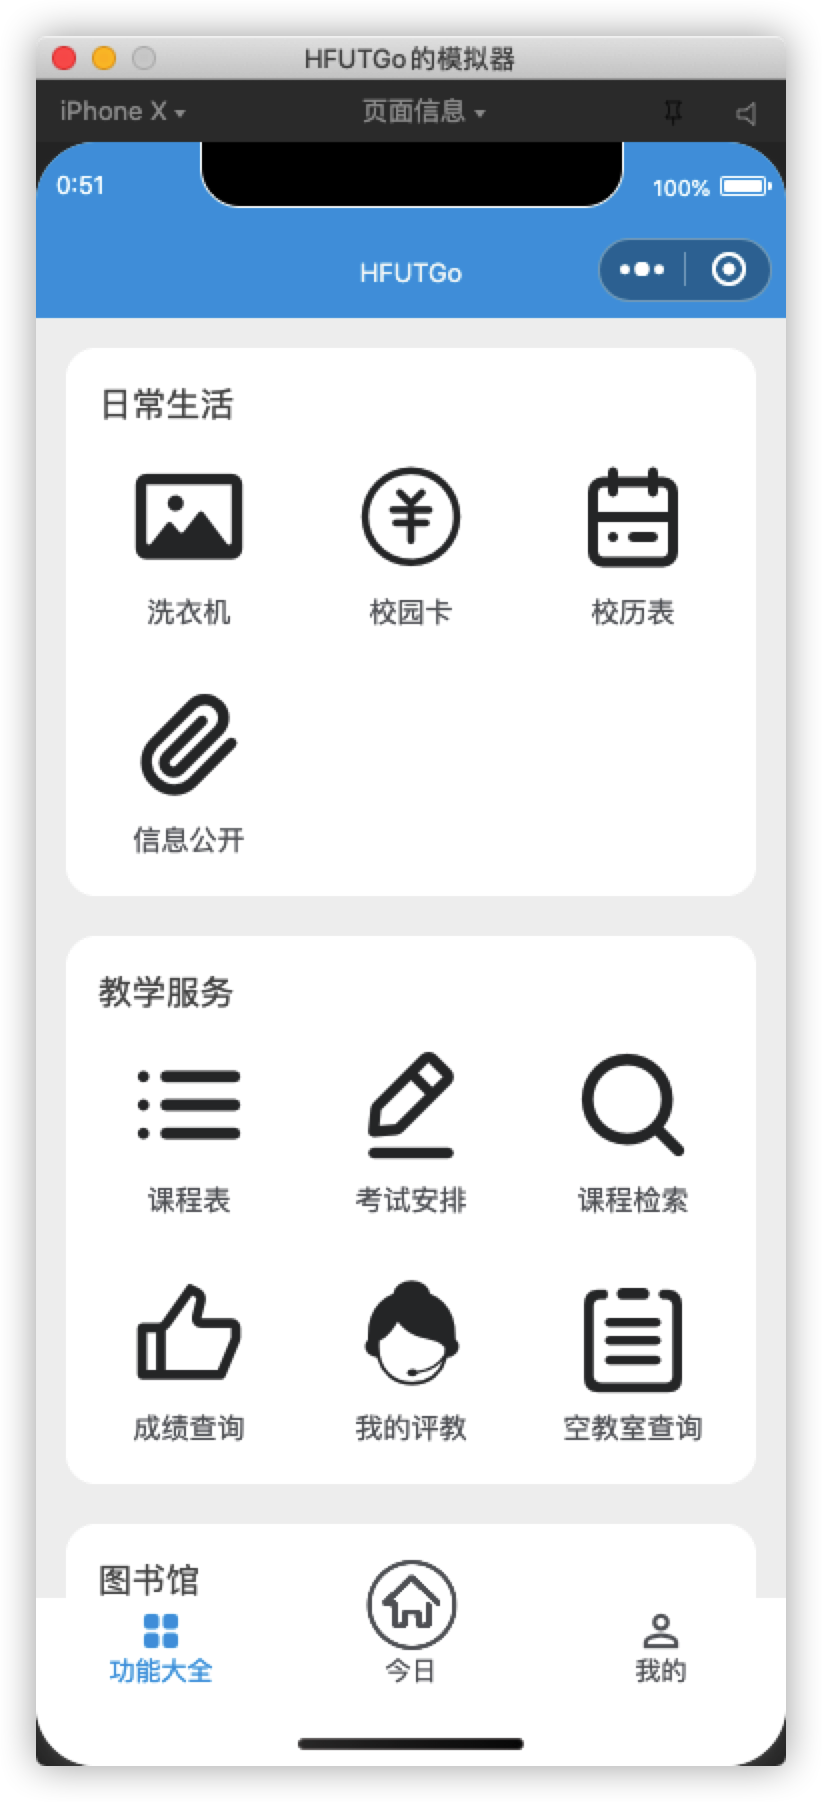 HFUTGo的模拟器
iPhone X 页面信息
0:51 100%
HFUTGo
日常生活
洗衣机 校园卡 校历表
信息公开
教学服务
课程表 考试安排 课程检索
成绩查询 我的评教 空教室查询
图书馆
功能大全 今日 我的